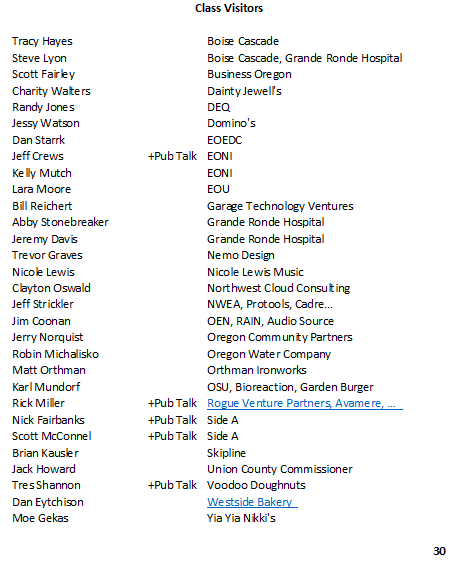 Class Visitors
Tracy Hayes Boise Cascade
Steve Lyon Boise Cascade, Grande Ronde Hospital
Scott Fairley Business Oregon
Charity Walters Dainty Jewell's
Randy Jones DEQ
Jessy Watson Domino's
Dan Starrk EOEDC
Jeff Crews +Pub Talk EONI
Kelly Mutch EONI
Lara Moore EOU
Bill Reichert Garage Technology Ventures
Abby Stonebreaker Grande Ronde Hospital
Jeremy Davis Grande Ronde Hospital
Trevor Graves Nemo Design
Nicole Lewis Nicole Lewis Music
Clayton Oswald Northwest Cloud Consulting
Jeff Strickler NWEA, Protools, Cadre...
Jim Coonan OEN, RAIN, Audio Source
Jerry Norquist Oregon Community Partners
Robin Michalisko Oregon Water Company
Matt Orthman Orthman Ironworks
Karl Mundorf OSU, Bioreaction, Garden Burger
Rick Miller +Pub Talk Rogue Venture Partners, Avamere, ...
Nick Fairbanks +Pub Talk Side A
Scott McConnel +Pub Talk Side A
Brian Kausler Skipline
Jack Howard Union County Commissioner
Tres Shannon +Pub Talk Voodoo Doughnuts
Dan Eytchison Westside Bakery
Moe Gekas Yia Yia Nikki's
30